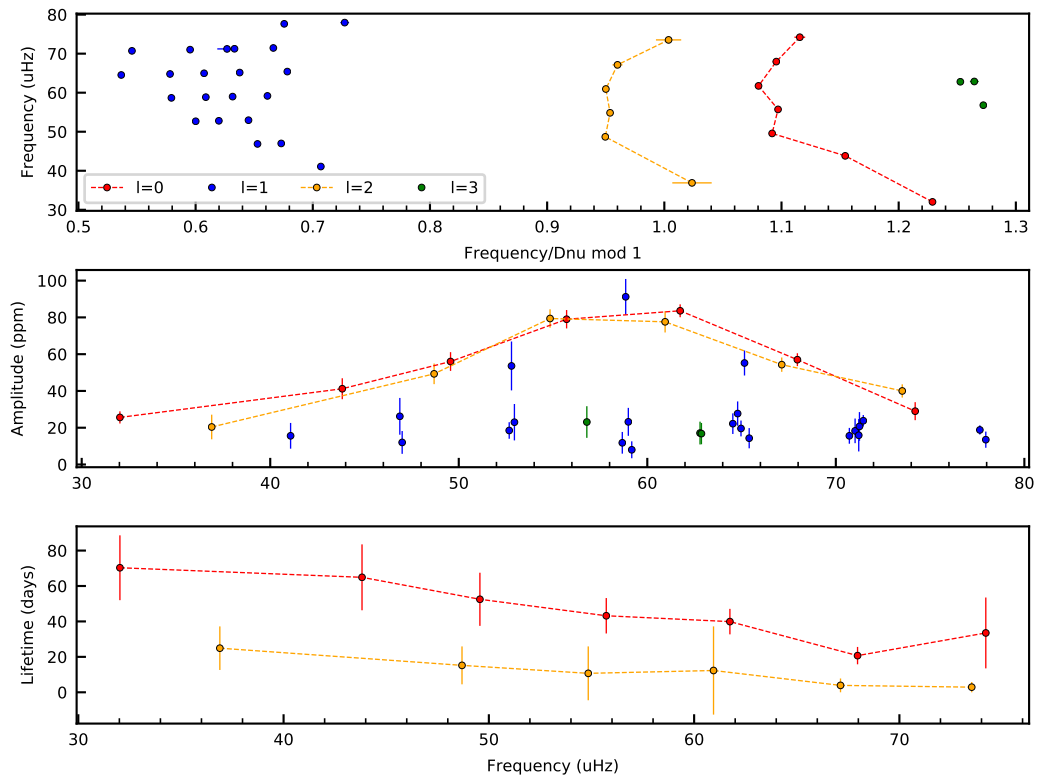 80
70
60
50
40
30
Frequency (uHz)
l=0 l=1 l=2 l=3
0.5 0.6 0.7 0.8 0.9 1.0 1.1 1.2 1.3
Frequency/Dnu mod 1
100
80
60
40
20
0
Amplitude (ppm)
30 40 50 60 70 80
80
60
40
20
0
Lifetime (days)
30 40 50 60 70
Frequency (uHz)